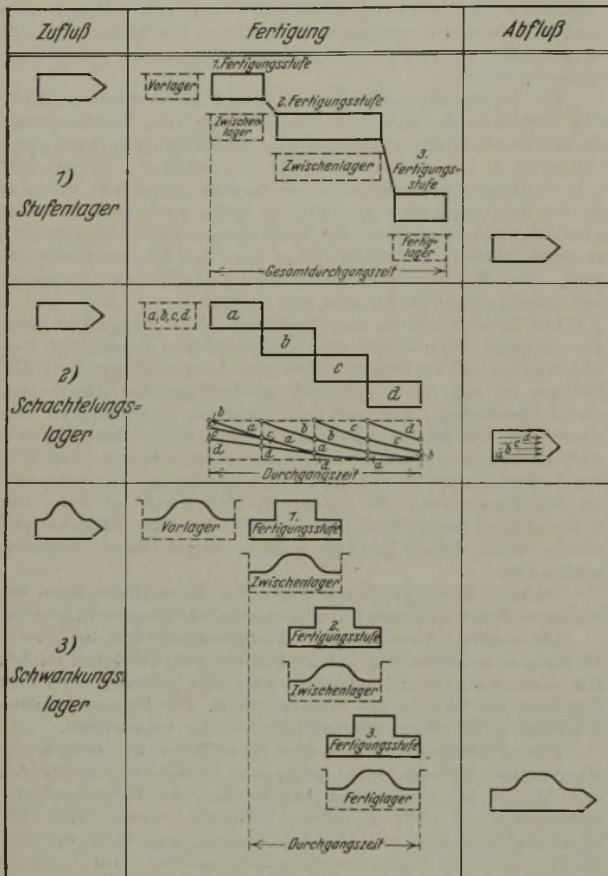 Zufluß
Fertigung
Abfluß
1)
Stufenlager
Vorlager
1. Fertigungsstufe
Zwischen
lager
2. Fertigungsstufe
Zwischenlager
3.
Fertigungs=
stufe
Fertig=
lager
Gesamtdurchgangszeit
2)
Schachtelungs=
lager
a, b, c, d
a
b
c
d
b
a
b
c
d
c
c
a
b
c
d
d
a
d
a
b
Durchgangszeit
a b c d
3)
Schwankungs=
lager
Vorlager
1.
Fertigungsstufe
Zwischenlager
2.
Fertigungsstufe
Zwischenlager
3.
Fertigungsstufe
Fertiglager
Durchgangszeit